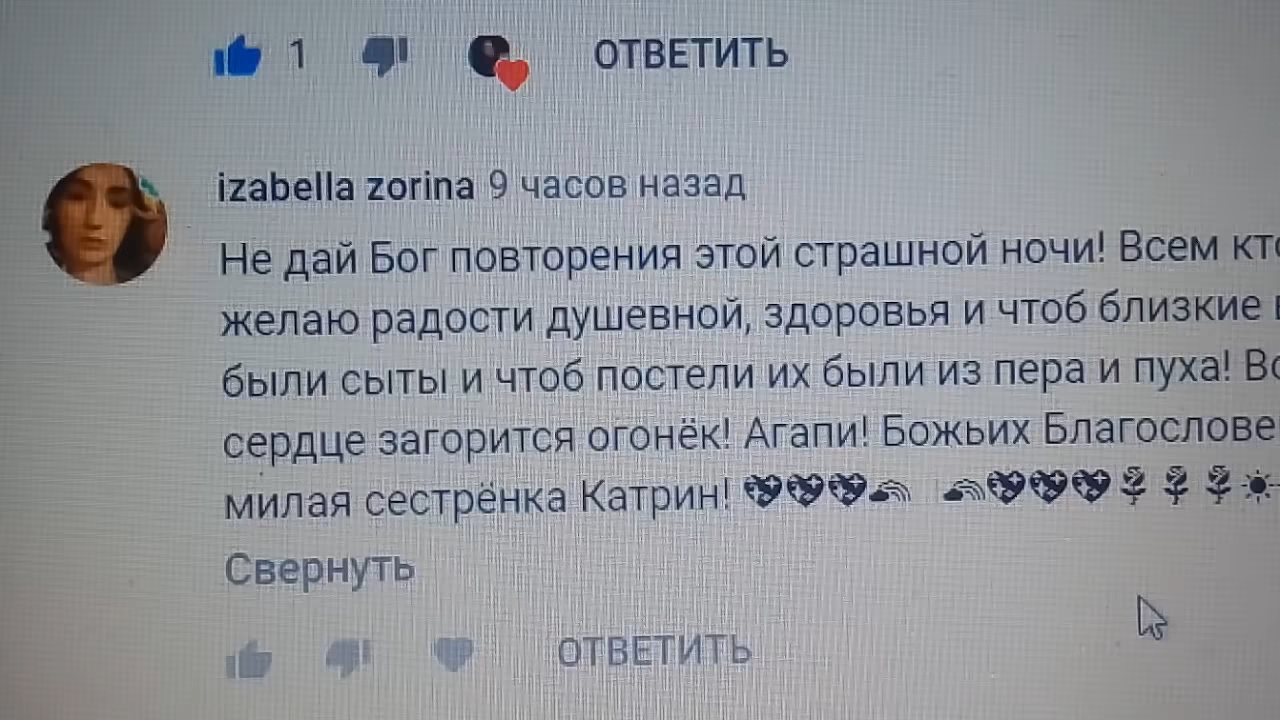 1 ОТВЕТИТЬ
izabella zorina 9 часов назад
Не дай Бог повторения этой страшной ночи! Всем
желаю радости душевной, здоровья и чтоб близкие
были сыты и чтоб постели их были из пера и пуха!
сердце загорится огонёк! Агапи! Божьих
милая сестрёнка Катрин!
Свернуть
ОТВЕТИТЬ